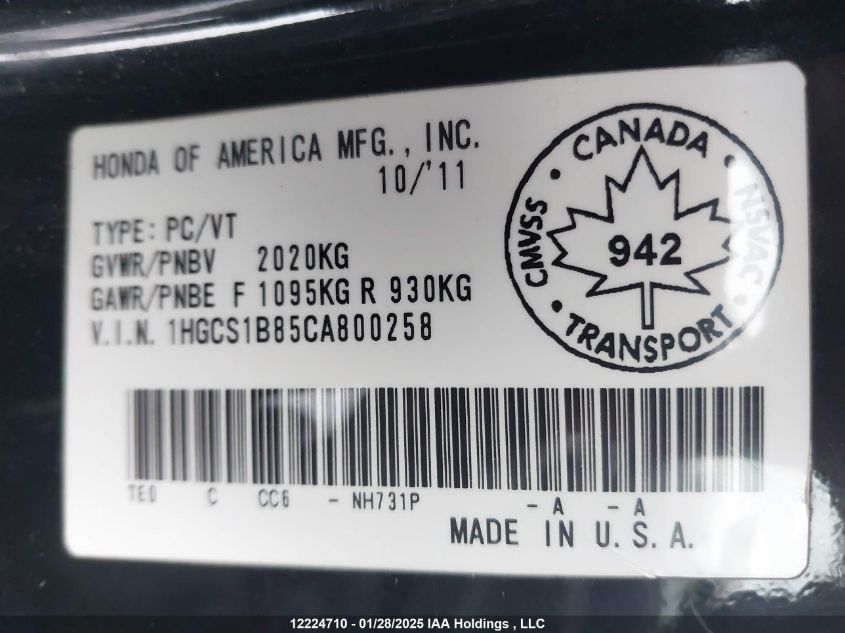 HONDA OF AMERICA MFG., INC.
10/'11
TYPE: PC/VT
GVWR/PNBV 2020KG
GAWR/PNBE F 1095KG R 930KG
V.I.N. 1HGCS1B85CA800258
CANADA
CMVSS · NSVAC
942
TRANSPORT
TE0 C CC6 - NH731P - A - A
MADE IN U.S.A.
12224710 - 01/28/2025 IAA Holdings , LLC